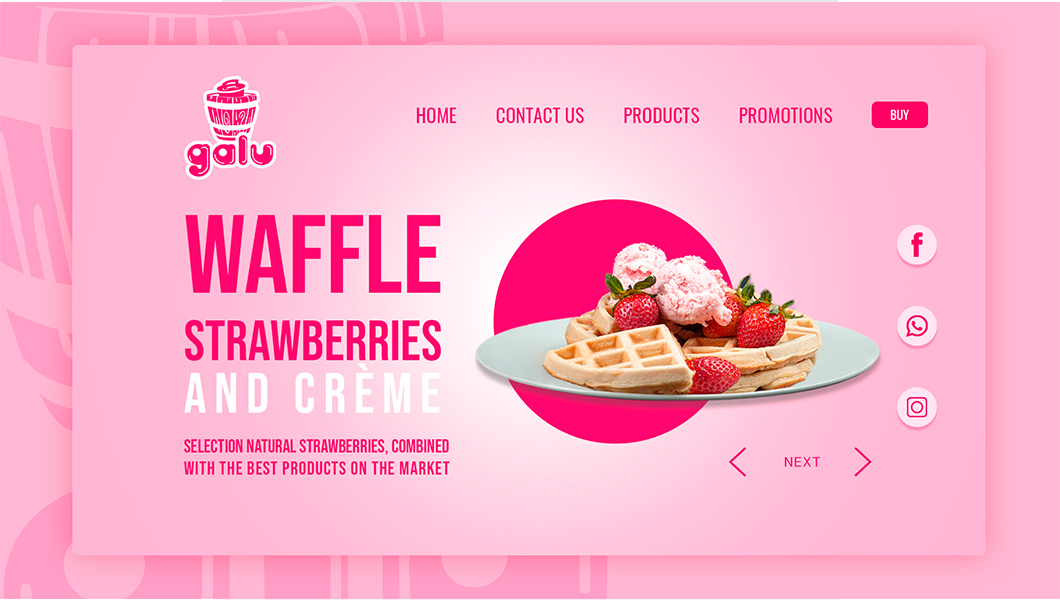 galu
HOME CONTACT US PRODUCTS PROMOTIONS BUY
WAFFLE
STRAWBERRIES
AND CRÈME
SELECTION NATURAL STRAWBERRIES, COMBINED
WITH THE BEST PRODUCTS ON THE MARKET
NEXT